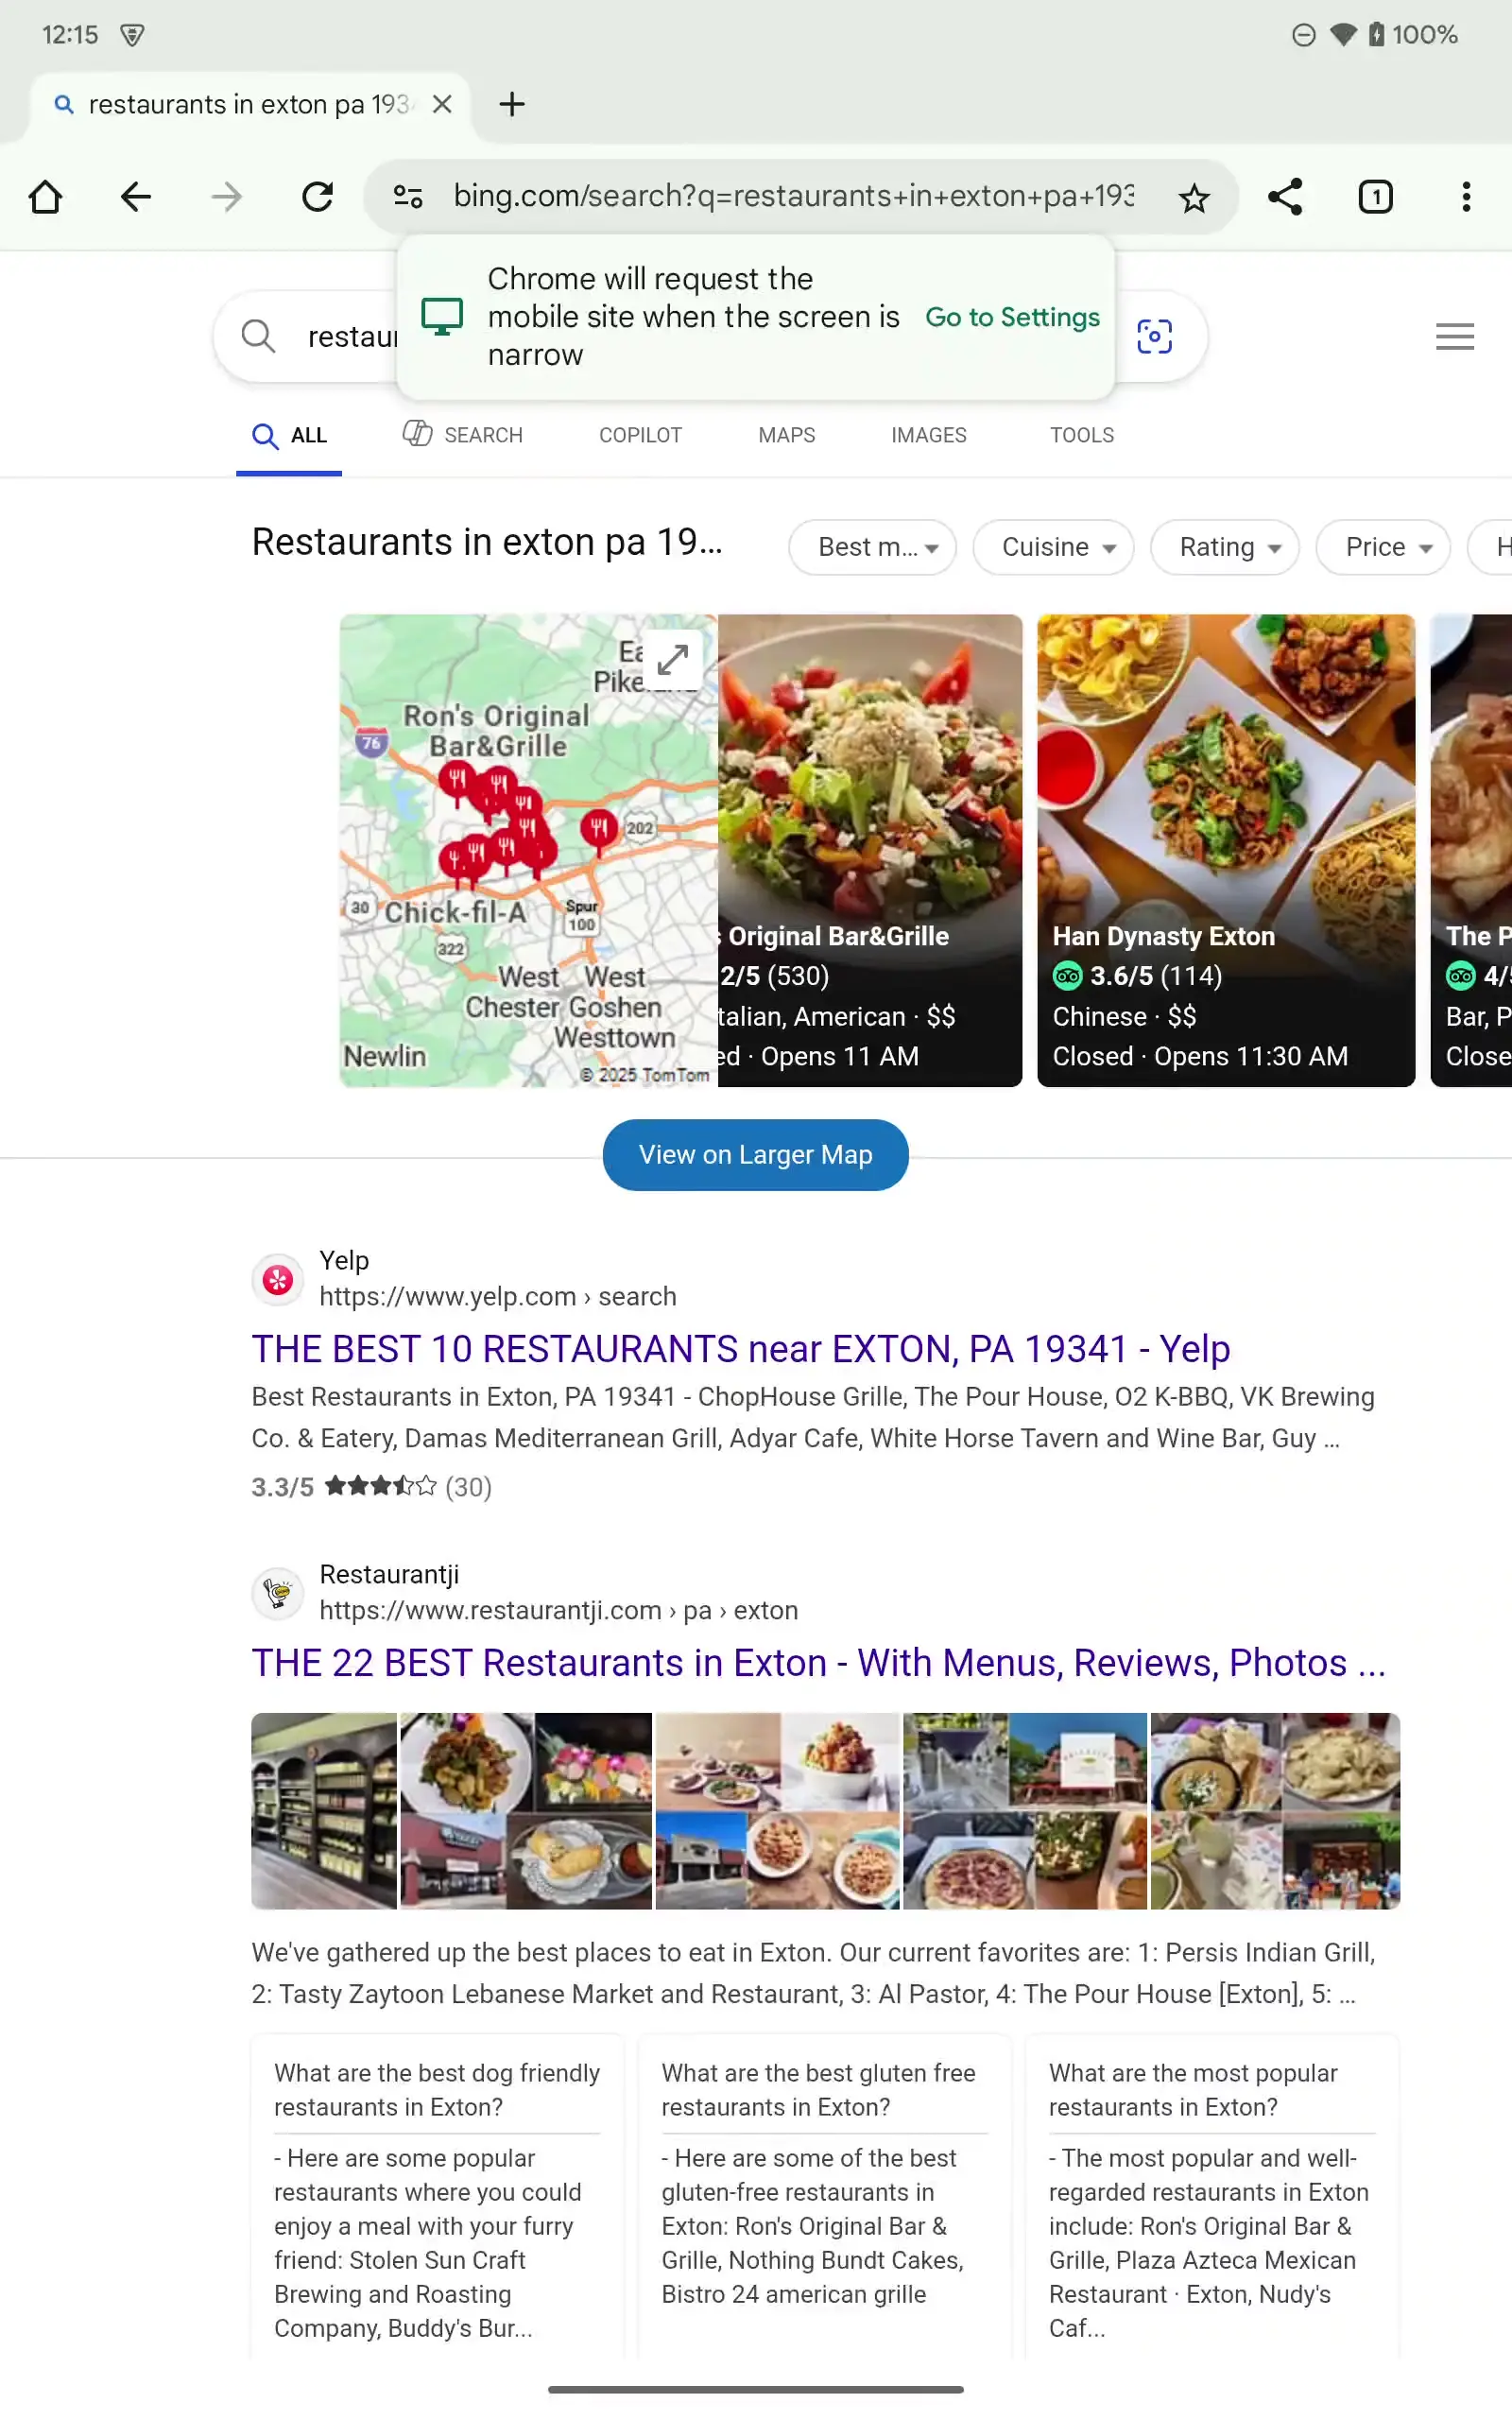 12:15
100%
restaurants in exton pa 193
bing.com/search?q=restaurants+in+exton+pa+193
1
Chrome will request the
mobile site when the screen is
narrow
Go to Settings
restau
ALL
SEARCH
COPILOT
MAPS
IMAGES
TOOLS
Restaurants in exton pa 19...
Best m...
Cuisine
Rating
Price
H
Ea
Pike
Ron's Original
Bar&Grille
76
202
30
Chick-fil-A
Spur
100
322
West West
Chester Goshen
Westtown
Newlin
© 2025 TomTom
s Original Bar&Grille
2/5 (530)
talian, American · $$
ed · Opens 11 AM
Han Dynasty Exton
3.6/5 (114)
Chinese · $$
Closed · Opens 11:30 AM
The P
4/5
Bar, P
Close
View on Larger Map
Yelp
https://www.yelp.com › search
THE BEST 10 RESTAURANTS near EXTON, PA 19341 - Yelp
Best Restaurants in Exton, PA 19341 - ChopHouse Grille, The Pour House, O2 K-BBQ, VK Brewing
Co. & Eatery, Damas Mediterranean Grill, Adyar Cafe, White Horse Tavern and Wine Bar, Guy ...
3.3/5 (30)
Restaurantji
https://www.restaurantji.com › pa › exton
THE 22 BEST Restaurants in Exton - With Menus, Reviews, Photos ...
We've gathered up the best places to eat in Exton. Our current favorites are: 1: Persis Indian Grill,
2: Tasty Zaytoon Lebanese Market and Restaurant, 3: Al Pastor, 4: The Pour House [Exton], 5: ...
What are the best dog friendly
restaurants in Exton?
- Here are some popular
restaurants where you could
enjoy a meal with your furry
friend: Stolen Sun Craft
Brewing and Roasting
Company, Buddy's Bur...
What are the best gluten free
restaurants in Exton?
- Here are some of the best
gluten-free restaurants in
Exton: Ron's Original Bar &
Grille, Nothing Bundt Cakes,
Bistro 24 american grille
What are the most popular
restaurants in Exton?
- The most popular and well-
regarded restaurants in Exton
include: Ron's Original Bar &
Grille, Plaza Azteca Mexican
Restaurant · Exton, Nudy's
Caf...